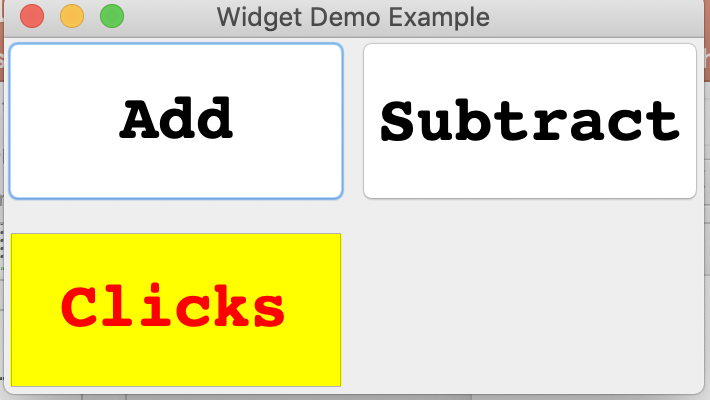 Widget Demo Example
Add
Subtract
Clicks